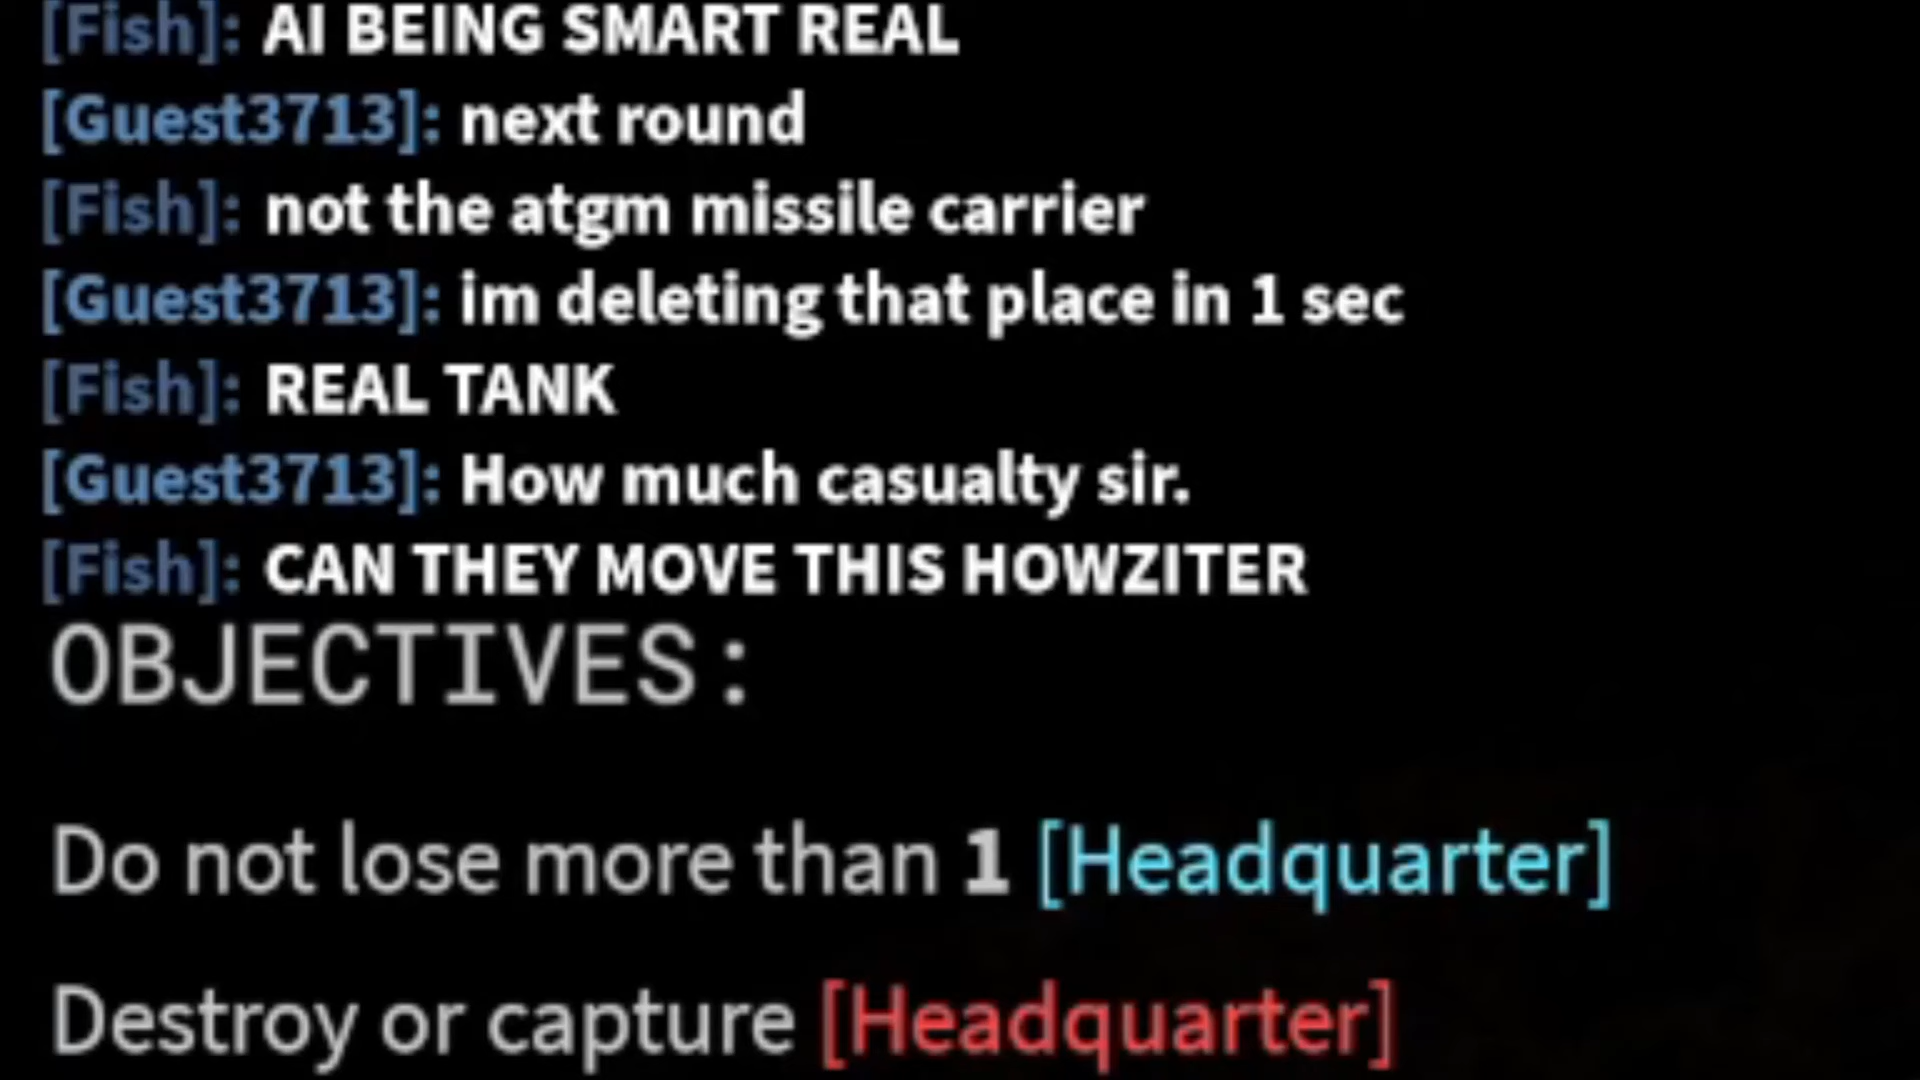 [Fish]: AI BEING SMART REAL
[Guest3713]: next round
[Fish]: not the atgm missile carrier
[Guest3713]: im deleting that place in 1 sec
[Fish]: REAL TANK
[Guest3713]: How much casualty sir.
[Fish]: CAN THEY MOVE THIS HOWZITER
OBJECTIVES:
Do not lose more than 1 [Headquarter]
Destroy or capture [Headquarter]